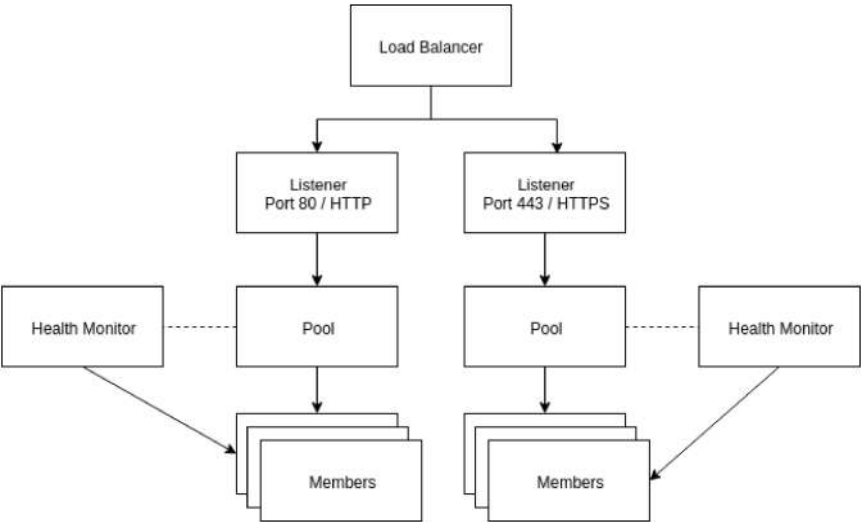 Load Balancer
Listener
Port 80 / HTTP
Listener
Port 443 / HTTPS
Health Monitor
Pool
Pool
Health Monitor
Members
Members